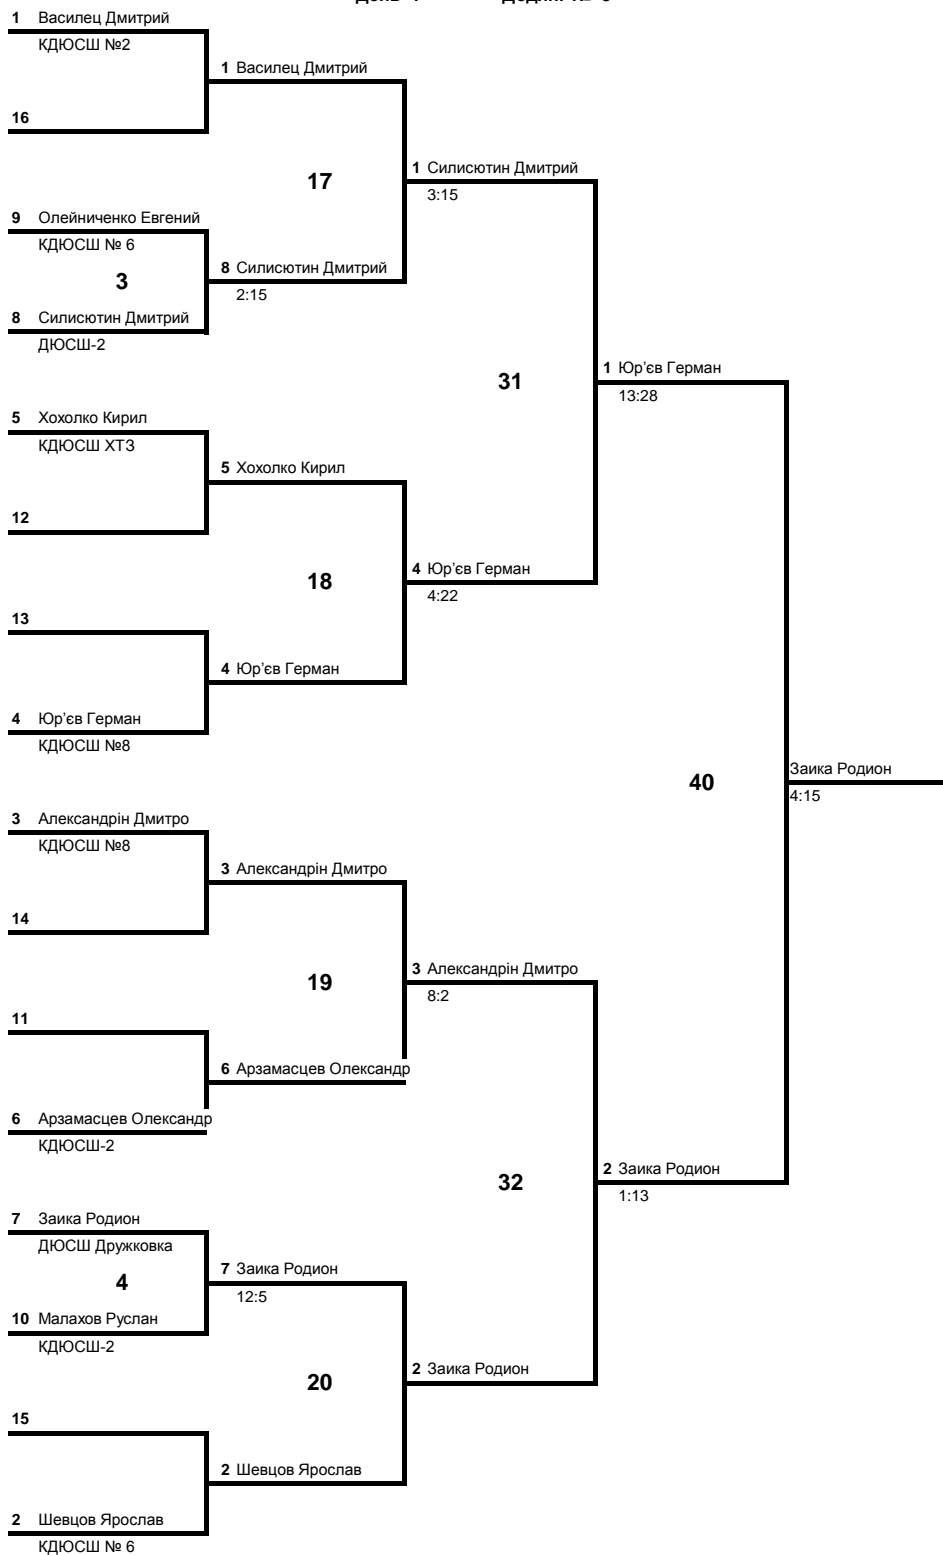 1 Василец Дмитрий
КДЮСШ №2
1 Василец Дмитрий
16
17
1 Силисютин Дмитрий
3:15
9 Олейниченко Евгений
КДЮСШ № 6
3
8 Силисютин Дмитрий
2:15
8 Силисютин Дмитрий
ДЮСШ-2
31
1 Юр’єв Герман
13:28
5 Хохолко Кирил
КДЮСШ ХТЗ
5 Хохолко Кирил
12
18
4 Юр’єв Герман
4:22
13
4 Юр’єв Герман
4 Юр’єв Герман
КДЮСШ №8
40
Заика Родион
4:15
3 Александрін Дмитро
КДЮСШ №8
3 Александрін Дмитро
14
19
3 Александрін Дмитро
8:2
11
6 Арзамасцев Олександр
6 Арзамасцев Олександр
КДЮСШ-2
32
2 Заика Родион
1:13
7 Заика Родион
ДЮСШ Дружковка
4
7 Заика Родион
12:5
10 Малахов Руслан
КДЮСШ-2
20
2 Заика Родион
15
2 Шевцов Ярослав
2 Шевцов Ярослав
КДЮСШ № 6